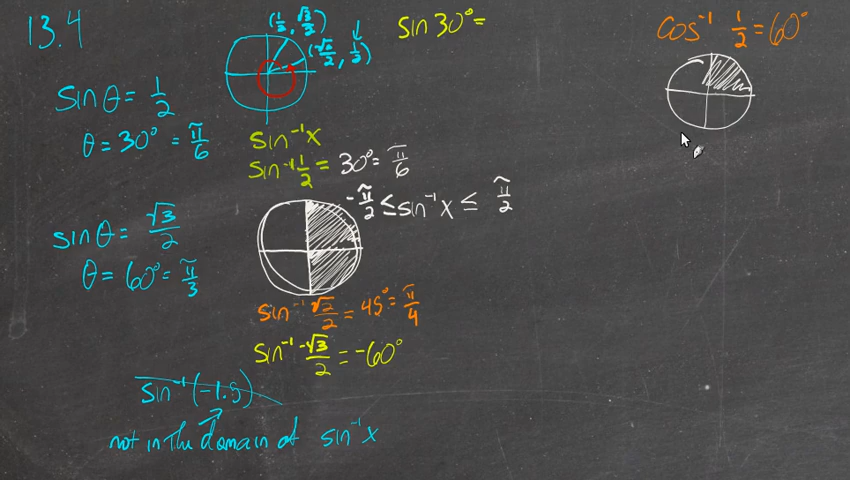 13.4
(1/2, √3/2)
(√2/2, 1/2)
sin 30° =
cos⁻¹ 1/2 = 60°
sin θ = 1/2
θ = 30° = π/6
sin⁻¹x
sin⁻¹ 1/2 = 30° = π/6
-π/2 ≤ sin⁻¹x ≤ π/2
sin θ = √3/2
θ = 60° = π/3
sin⁻¹ √2/2 = 45° = π/4
sin⁻¹ -√3/2 = -60°
sin⁻¹(-1.5)
not in the domain of sin⁻¹x